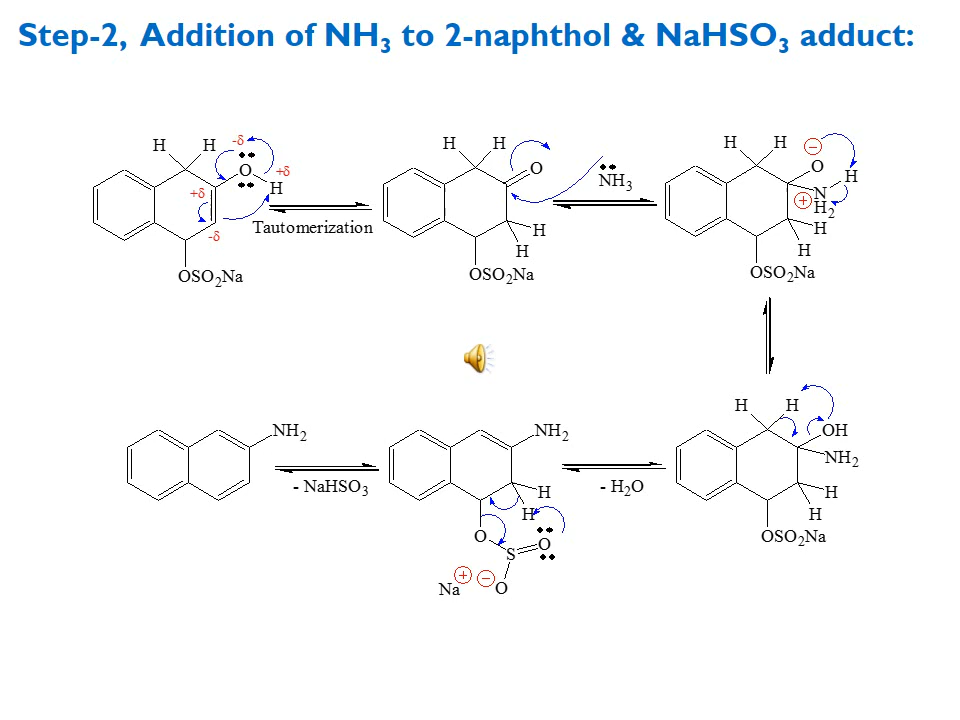 Step-2, Addition of NH3 to 2-naphthol & NaHSO3 adduct:
H H -δ
O +δ
H
+δ
-δ
OSO2Na
Tautomerization
H H
O
H
H
OSO2Na
NH3
H H
O
H
N
H2
H
H
OSO2Na
NH2
- NaHSO3
NH2
H
H
O
S
O
O
Na
- H2O
H H
OH
NH2
H
H
OSO2Na